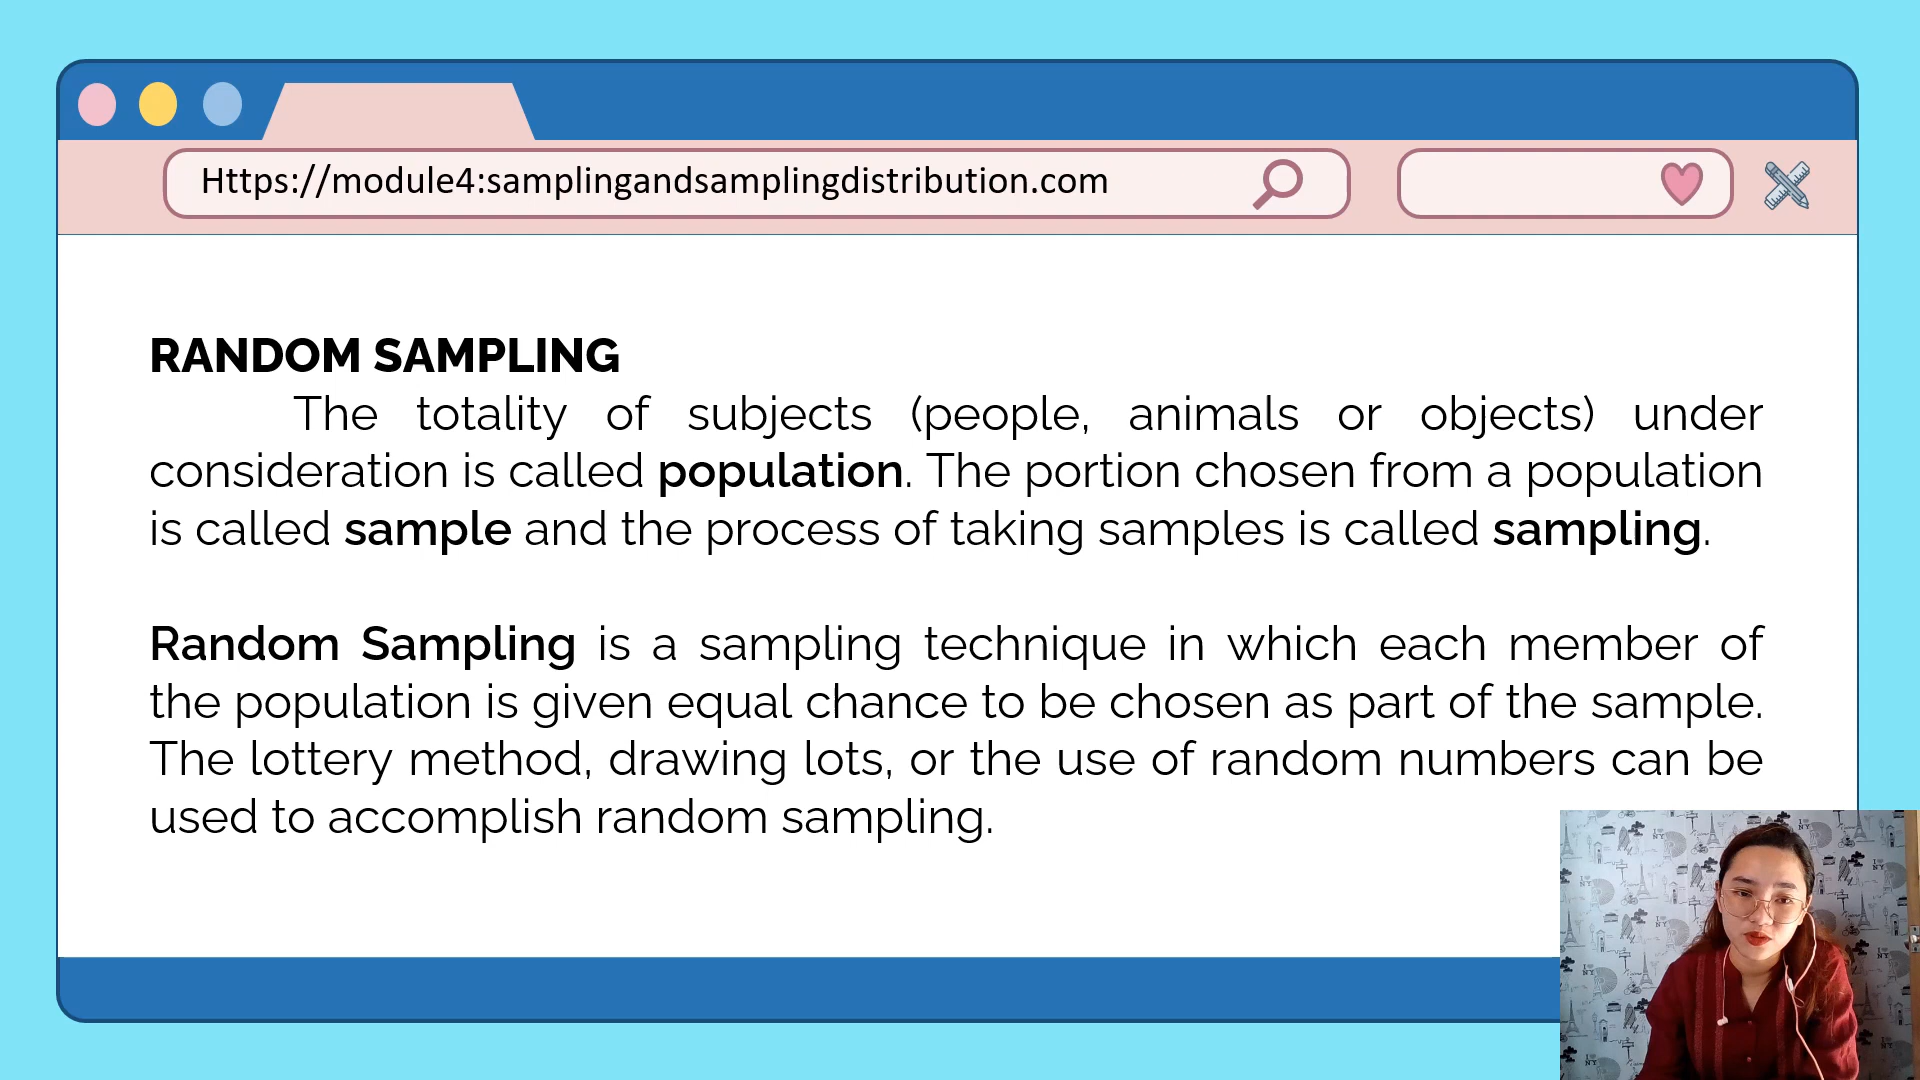 Https://module4:samplingandsamplingdistribution.com
RANDOM SAMPLING
The totality of subjects (people, animals or objects) under
consideration is called population. The portion chosen from a population
is called sample and the process of taking samples is called sampling.
Random Sampling is a sampling technique in which each member of
the population is given equal chance to be chosen as part of the sample.
The lottery method, drawing lots, or the use of random numbers can be
used to accomplish random sampling.